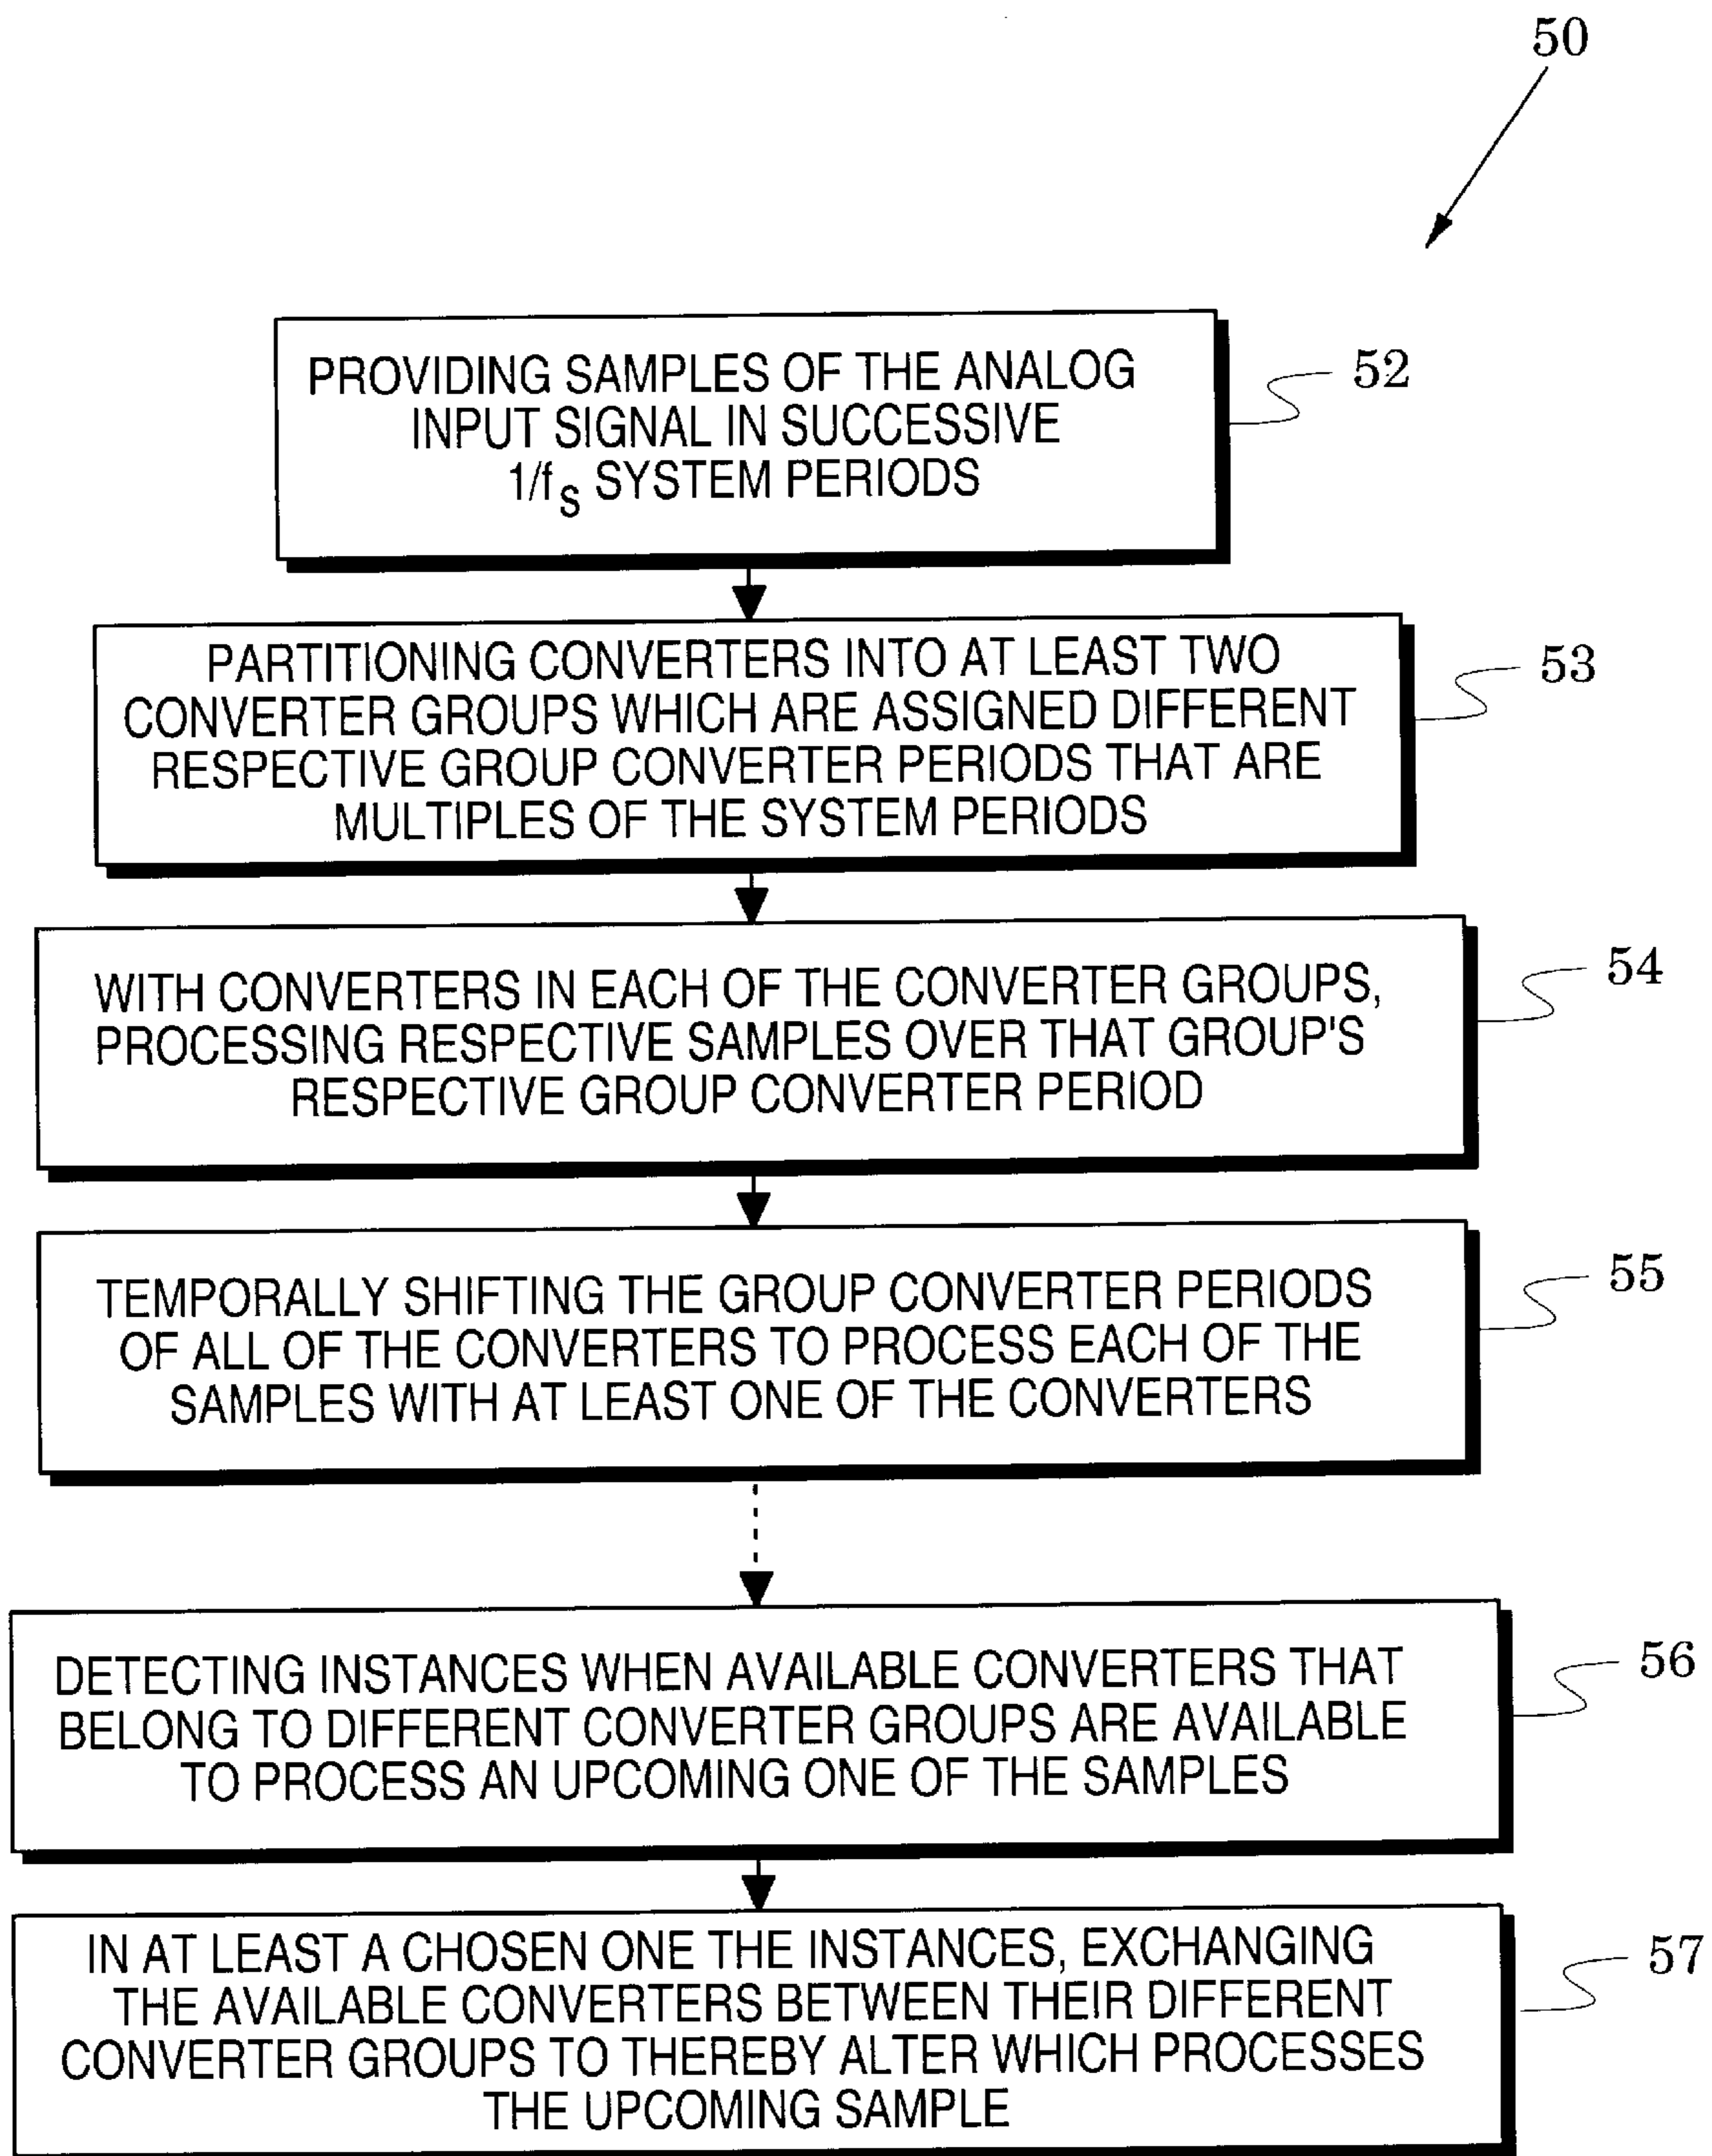 50
PROVIDING SAMPLES OF THE ANALOG
INPUT SIGNAL IN SUCCESSIVE
1/fS SYSTEM PERIODS
52
PARTITIONING CONVERTERS INTO AT LEAST TWO
CONVERTER GROUPS WHICH ARE ASSIGNED DIFFERENT
RESPECTIVE GROUP CONVERTER PERIODS THAT ARE
MULTIPLES OF THE SYSTEM PERIODS
53
WITH CONVERTERS IN EACH OF THE CONVERTER GROUPS,
PROCESSING RESPECTIVE SAMPLES OVER THAT GROUP'S
RESPECTIVE GROUP CONVERTER PERIOD
54
TEMPORALLY SHIFTING THE GROUP CONVERTER PERIODS
OF ALL OF THE CONVERTERS TO PROCESS EACH OF THE
SAMPLES WITH AT LEAST ONE OF THE CONVERTERS
55
DETECTING INSTANCES WHEN AVAILABLE CONVERTERS THAT
BELONG TO DIFFERENT CONVERTER GROUPS ARE AVAILABLE
TO PROCESS AN UPCOMING ONE OF THE SAMPLES
56
IN AT LEAST A CHOSEN ONE THE INSTANCES, EXCHANGING
THE AVAILABLE CONVERTERS BETWEEN THEIR DIFFERENT
CONVERTER GROUPS TO THEREBY ALTER WHICH PROCESSES
THE UPCOMING SAMPLE
57